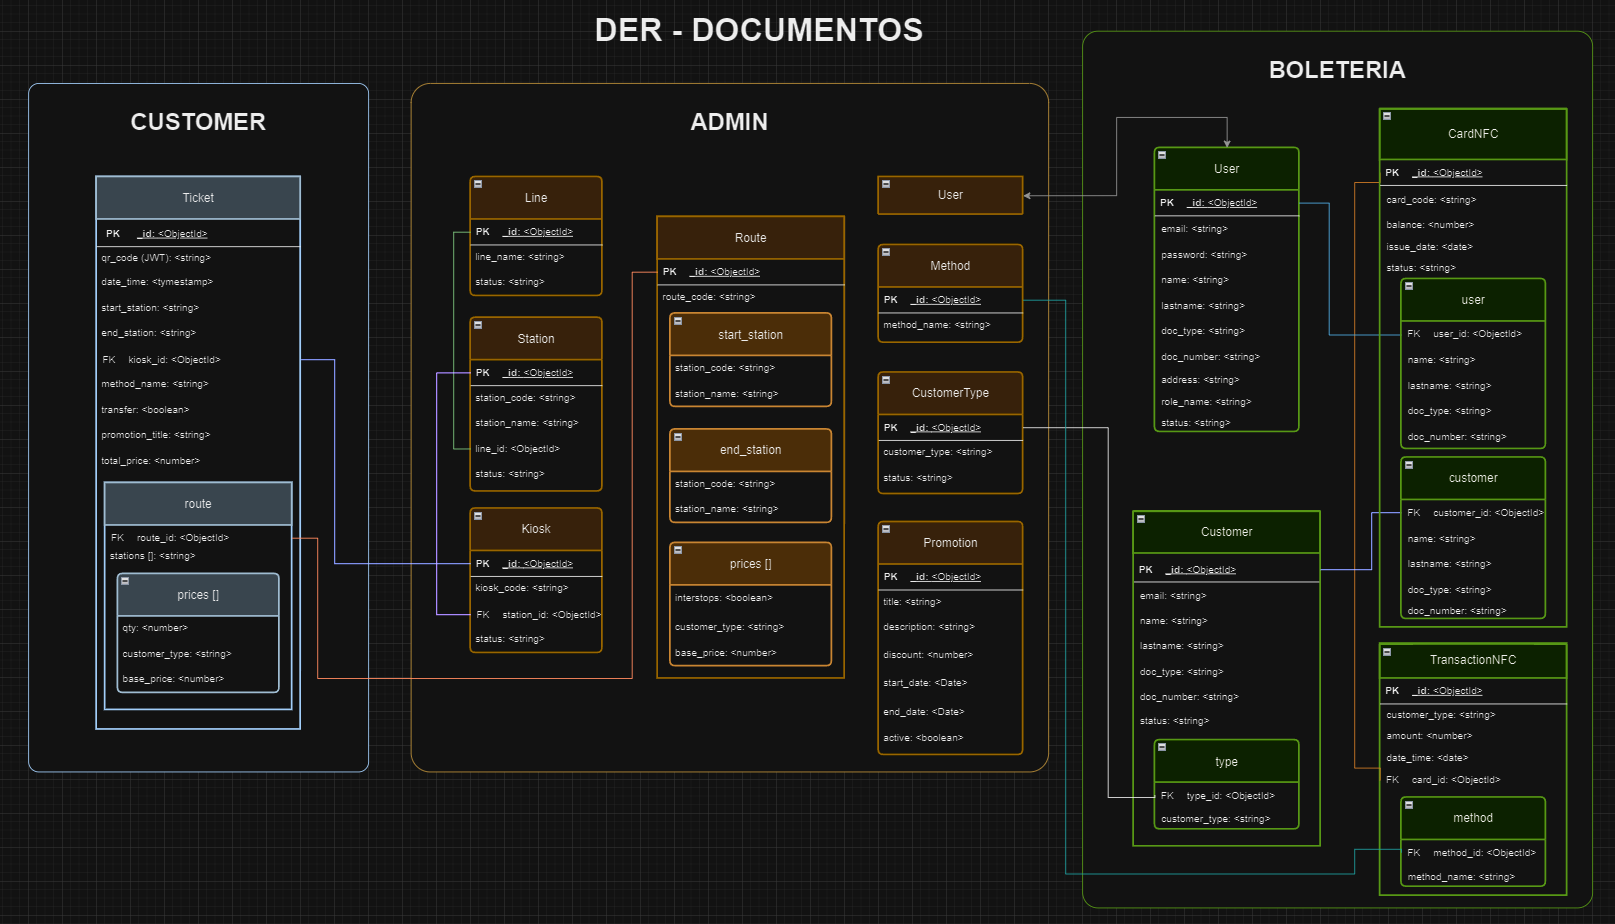 DER - DOCUMENTOS
CUSTOMER
Ticket
PK _id: <ObjectId>
qr_code (JWT): <string>
date_time: <tymestamp>
start_station: <string>
end_station: <string>
FK kiosk_id: <ObjectId>
method_name: <string>
transfer: <boolean>
promotion_title: <string>
total_price: <number>
route
FK route_id: <ObjectId>
stations []: <string>
prices []
qty: <number>
customer_type: <string>
base_price: <number>
ADMIN
Line
PK _id: <ObjectId>
line_name: <string>
status: <string>
Station
PK _id: <ObjectId>
station_code: <string>
station_name: <string>
line_id: <ObjectId>
status: <string>
Kiosk
PK _id: <ObjectId>
kiosk_code: <string>
FK station_id: <ObjectId>
status: <string>
Route
PK _id: <ObjectId>
route_code: <string>
start_station
station_code: <string>
station_name: <string>
end_station
station_code: <string>
station_name: <string>
prices []
interstops: <boolean>
customer_type: <string>
base_price: <number>
User
Method
PK _id: <ObjectId>
method_name: <string>
CustomerType
PK _id: <ObjectId>
customer_type: <string>
status: <string>
Promotion
PK _id: <ObjectId>
title: <string>
description: <string>
discount: <number>
start_date: <Date>
end_date: <Date>
active: <boolean>
BOLETERIA
User
PK _id: <ObjectId>
email: <string>
password: <string>
name: <string>
lastname: <string>
doc_type: <string>
doc_number: <string>
address: <string>
role_name: <string>
status: <string>
Customer
PK _id: <ObjectId>
email: <string>
name: <string>
lastname: <string>
doc_type: <string>
doc_number: <string>
status: <string>
type
FK type_id: <ObjectId>
customer_type: <string>
CardNFC
PK _id: <ObjectId>
card_code: <string>
balance: <number>
issue_date: <date>
status: <string>
user
FK user_id: <ObjectId>
name: <string>
lastname: <string>
doc_type: <string>
doc_number: <string>
customer
FK customer_id: <ObjectId>
name: <string>
lastname: <string>
doc_type: <string>
doc_number: <string>
TransactionNFC
PK _id: <ObjectId>
customer_type: <string>
amount: <number>
date_time: <date>
FK card_id: <ObjectId>
method
FK method_id: <ObjectId>
method_name: <string>